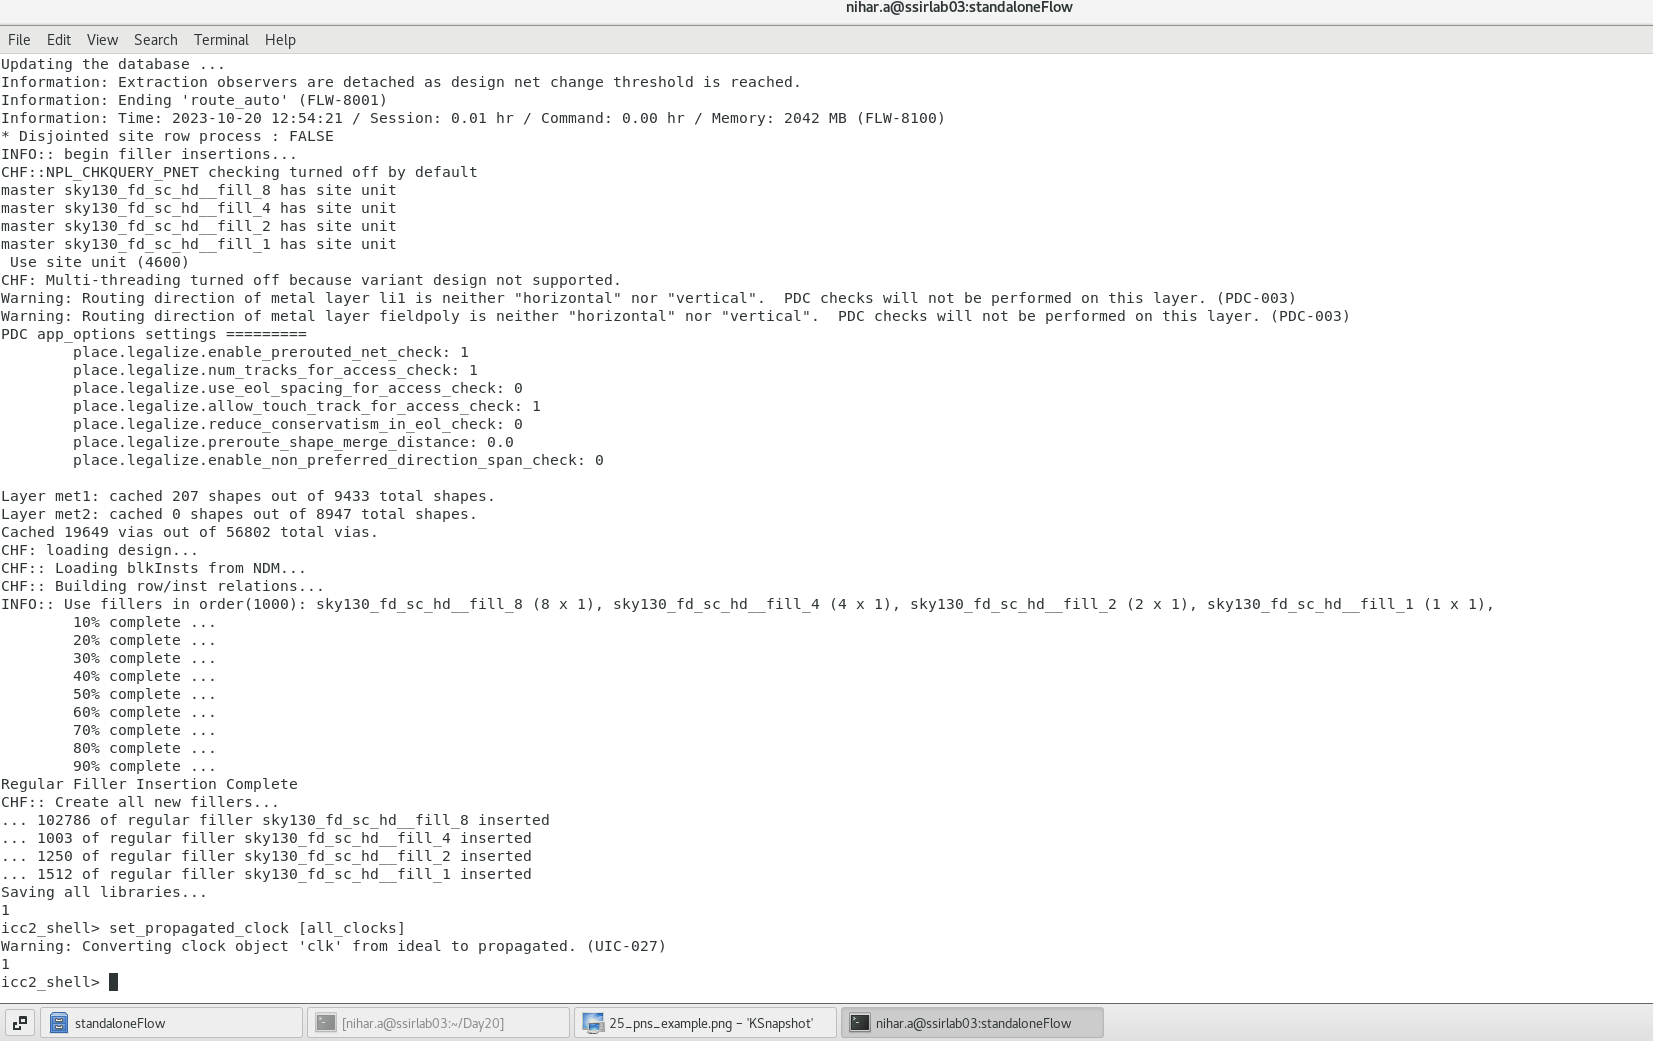 nihar.a@ssirlab03:standaloneFlow
File Edit View Search Terminal Help
Updating the database ...
Information: Extraction observers are detached as design net change threshold is reached.
Information: Ending 'route_auto' (FLW-8001)
Information: Time: 2023-10-20 12:54:21 / Session: 0.01 hr / Command: 0.00 hr / Memory: 2042 MB (FLW-8100)
* Disjointed site row process : FALSE
INFO:: begin filler insertions...
CHF::NPL_CHKQUERY_PNET checking turned off by default
master sky130_fd_sc_hd__fill_8 has site unit
master sky130_fd_sc_hd__fill_4 has site unit
master sky130_fd_sc_hd__fill_2 has site unit
master sky130_fd_sc_hd__fill_1 has site unit
 Use site unit (4600)
CHF: Multi-threading turned off because variant design not supported.
Warning: Routing direction of metal layer li1 is neither "horizontal" nor "vertical".  PDC checks will not be performed on this layer. (PDC-003)
Warning: Routing direction of metal layer fieldpoly is neither "horizontal" nor "vertical".  PDC checks will not be performed on this layer. (PDC-003)
PDC app_options settings =========
        place.legalize.enable_prerouted_net_check: 1
        place.legalize.num_tracks_for_access_check: 1
        place.legalize.use_eol_spacing_for_access_check: 0
        place.legalize.allow_touch_track_for_access_check: 1
        place.legalize.reduce_conservatism_in_eol_check: 0
        place.legalize.preroute_shape_merge_distance: 0.0
        place.legalize.enable_non_preferred_direction_span_check: 0
Layer met1: cached 207 shapes out of 9433 total shapes.
Layer met2: cached 0 shapes out of 8947 total shapes.
Cached 19649 vias out of 56802 total vias.
CHF: loading design...
CHF:: Loading blkInsts from NDM...
CHF:: Building row/inst relations...
INFO:: Use fillers in order(1000): sky130_fd_sc_hd__fill_8 (8 x 1), sky130_fd_sc_hd__fill_4 (4 x 1), sky130_fd_sc_hd__fill_2 (2 x 1), sky130_fd_sc_hd__fill_1 (1 x 1),
        10% complete ...
        20% complete ...
        30% complete ...
        40% complete ...
        50% complete ...
        60% complete ...
        70% complete ...
        80% complete ...
        90% complete ...
Regular Filler Insertion Complete
CHF:: Create all new fillers...
... 102786 of regular filler sky130_fd_sc_hd__fill_8 inserted
... 1003 of regular filler sky130_fd_sc_hd__fill_4 inserted
... 1250 of regular filler sky130_fd_sc_hd__fill_2 inserted
... 1512 of regular filler sky130_fd_sc_hd__fill_1 inserted
Saving all libraries...
1
icc2_shell> set_propagated_clock [all_clocks]
Warning: Converting clock object 'clk' from ideal to propagated. (UIC-027)
1
icc2_shell>
standaloneFlow [nihar.a@ssirlab03:~/Day20] 25_pns_example.png – 'KSnapshot' nihar.a@ssirlab03:standaloneFlow